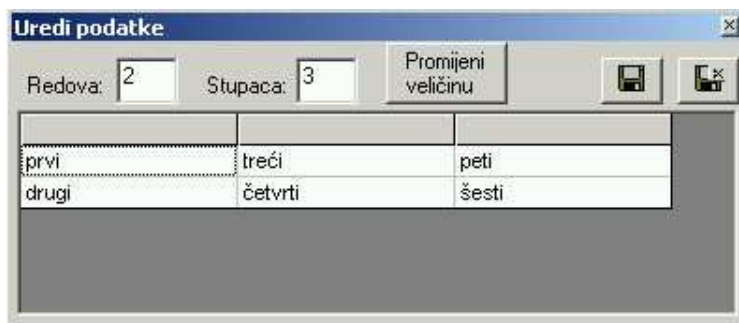 Uredi podatke
Redova: 2 Stupaca: 3 Promijeni veličinu
prvi treći peti
drugi četvrti šesti